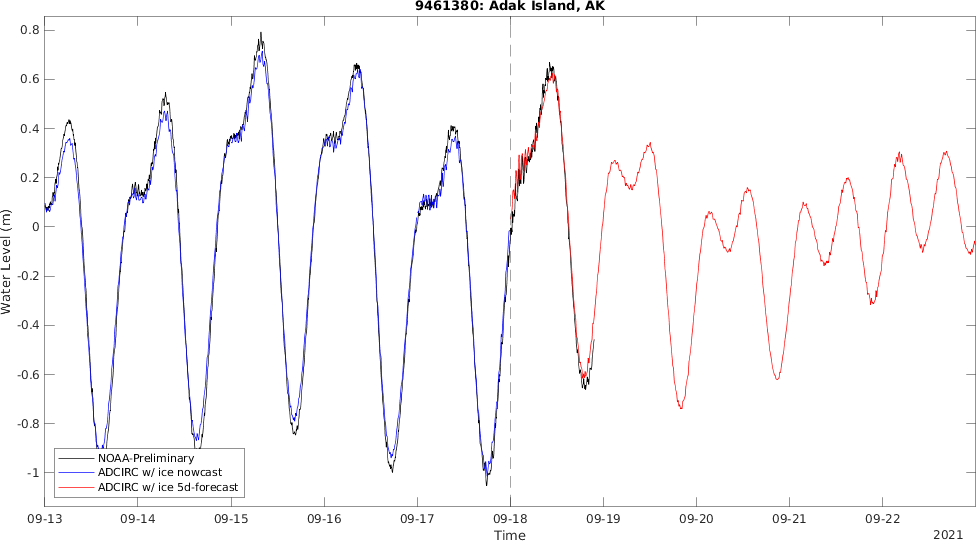 9461380: Adak Island, AK
0.8
0.6
0.4
0.2
0
-0.2
-0.4
-0.6
-0.8
-1
Water Level (m)
NOAA-Preliminary
ADCIRC w/ ice nowcast
ADCIRC w/ ice 5d-forecast
09-13 09-14 09-15 09-16 09-17 09-18 09-19 09-20 09-21 09-22
Time
2021